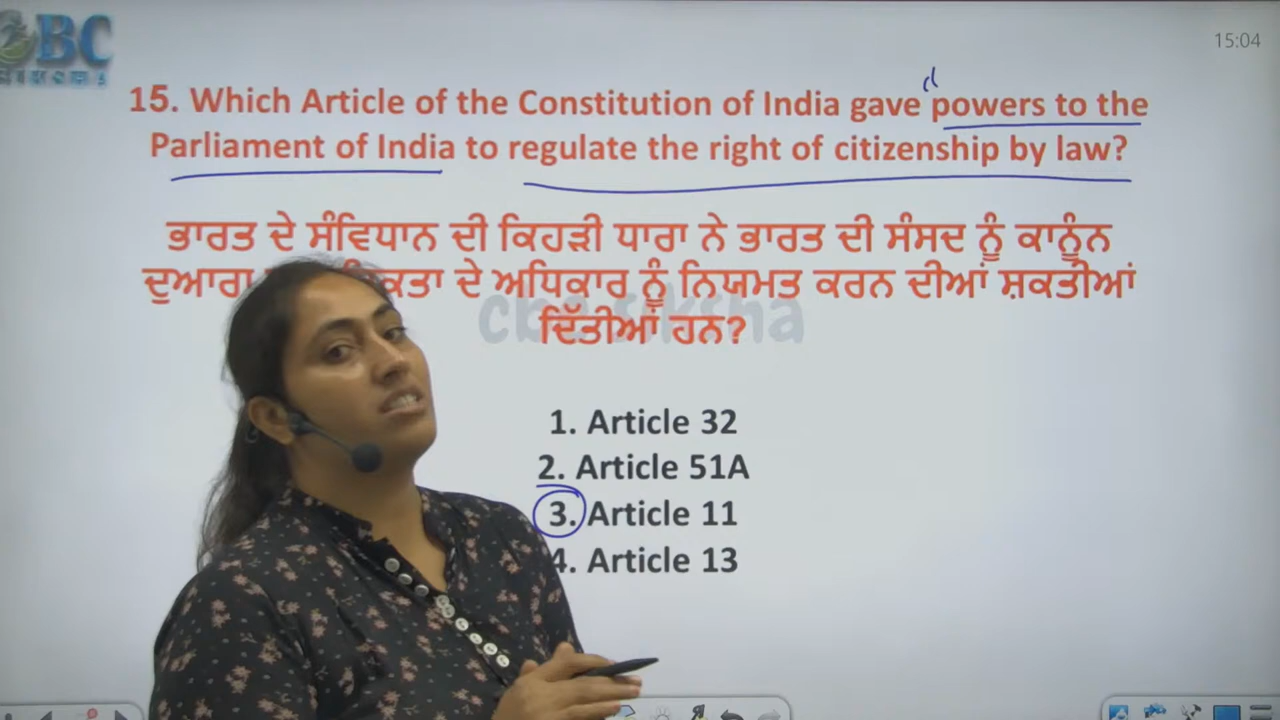 CBC
SIKSHA
15:04
15. Which Article of the Constitution of India gave powers to the
Parliament of India to regulate the right of citizenship by law?
ਭਾਰਤ ਦੇ ਸੰਵਿਧਾਨ ਦੀ ਕਿਹੜੀ ਧਾਰਾ ਨੇ ਭਾਰਤ ਦੀ ਸੰਸਦ ਨੂੰ ਕਾਨੂੰਨ
ਦੁਆਰਾ ਦੇ ਅਧਿਕਾਰ ਨੂੰ ਨਿਯਮਤ ਕਰਨ ਦੀਆਂ ਸ਼ਕਤੀਆਂ
ਦਿੱਤੀਆਂ ਹਨ?
1. Article 32
2. Article 51A
3. Article 11
4. Article 13